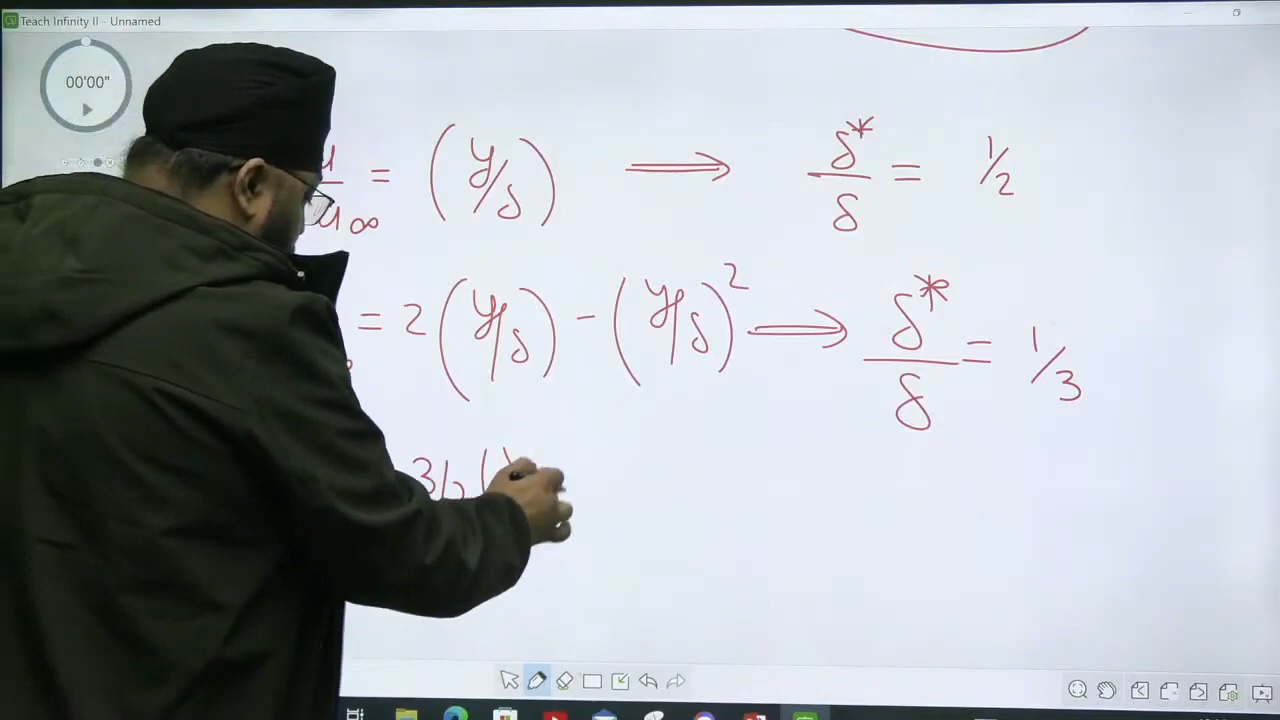 Teach Infinity II - Unnamed
00'00"
u/u∞ = (y/δ) ⟹ δ*/δ = 1/2
= 2(y/δ) - (y/δ)² ⟹ δ*/δ = 1/3
3/2 (